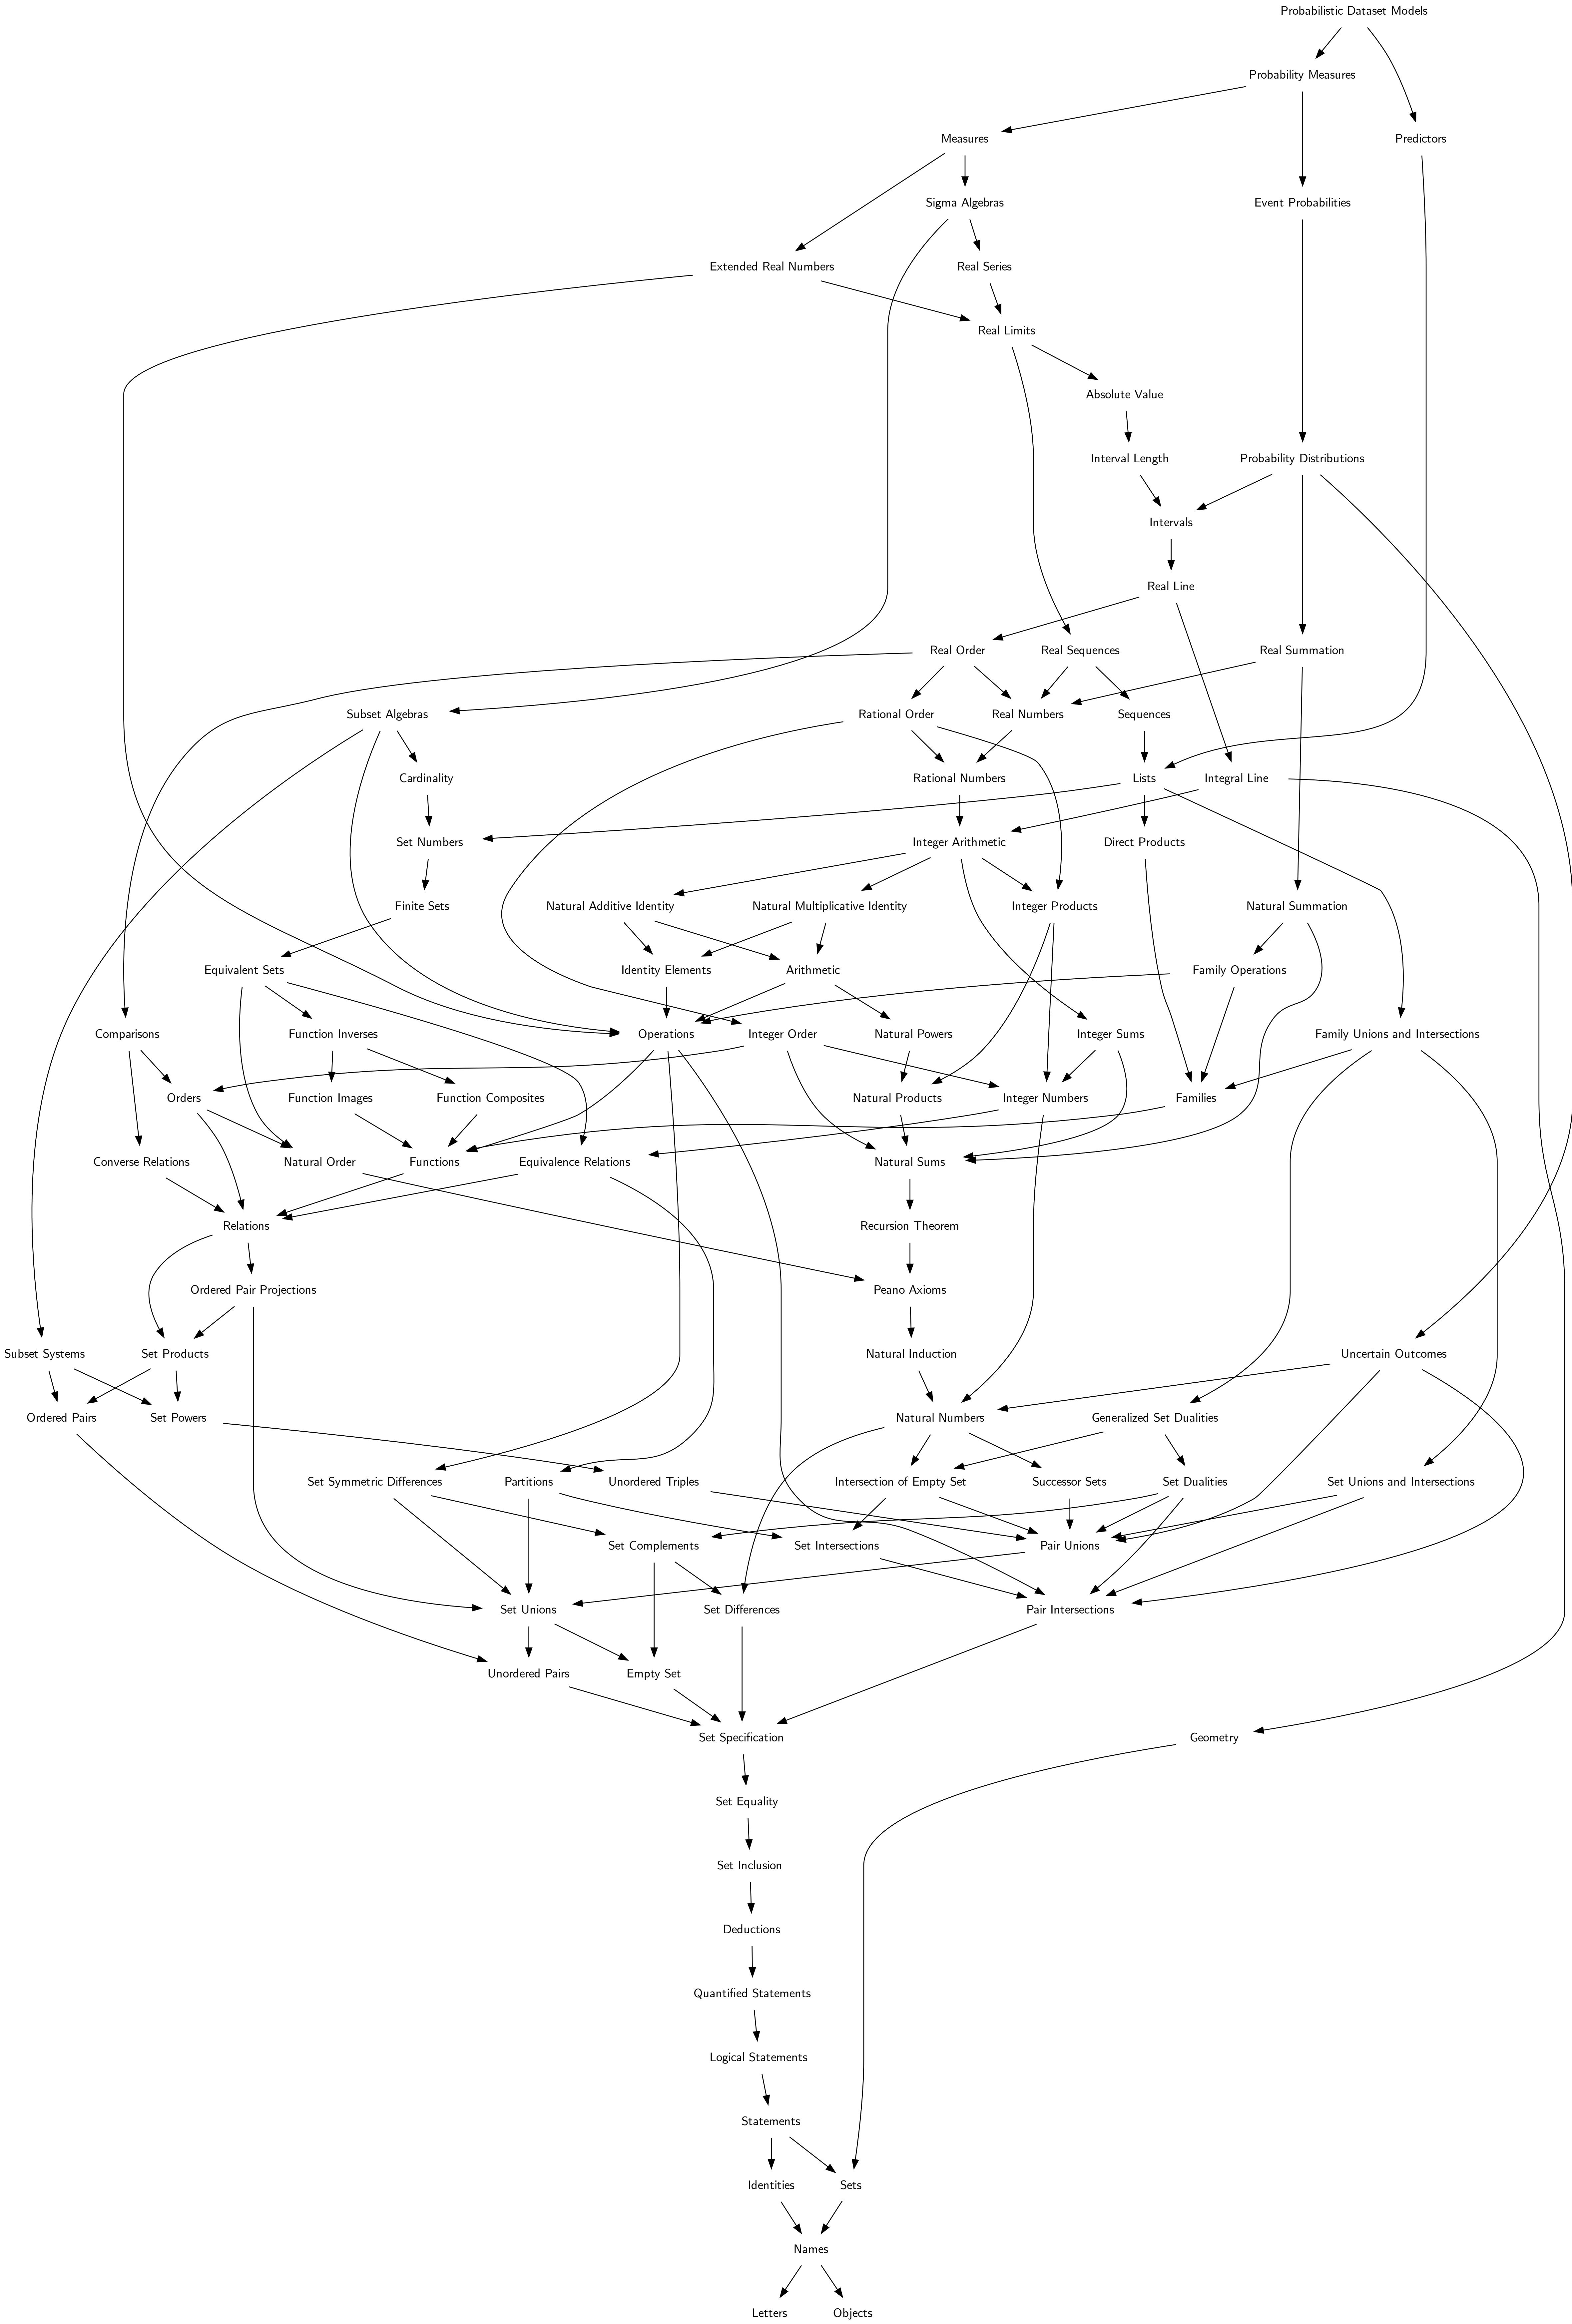 Probabilistic Dataset Models
Probability Measures
Measures
Predictors
Sigma Algebras
Event Probabilities
Extended Real Numbers
Real Series
Real Limits
Absolute Value
Interval Length
Probability Distributions
Intervals
Real Line
Real Order
Real Sequences
Real Summation
Subset Algebras
Rational Order
Real Numbers
Sequences
Cardinality
Rational Numbers
Lists
Integral Line
Set Numbers
Integer Arithmetic
Direct Products
Finite Sets
Natural Additive Identity
Natural Multiplicative Identity
Integer Products
Natural Summation
Equivalent Sets
Identity Elements
Arithmetic
Family Operations
Comparisons
Function Inverses
Operations
Integer Order
Natural Powers
Integer Sums
Family Unions and Intersections
Orders
Function Images
Function Composites
Natural Products
Integer Numbers
Families
Converse Relations
Natural Order
Functions
Equivalence Relations
Natural Sums
Relations
Recursion Theorem
Ordered Pair Projections
Peano Axioms
Subset Systems
Set Products
Natural Induction
Uncertain Outcomes
Ordered Pairs
Set Powers
Natural Numbers
Generalized Set Dualities
Set Symmetric Differences
Partitions
Unordered Triples
Intersection of Empty Set
Successor Sets
Set Dualities
Set Unions and Intersections
Set Complements
Set Intersections
Pair Unions
Set Unions
Set Differences
Pair Intersections
Unordered Pairs
Empty Set
Set Specification
Geometry
Set Equality
Set Inclusion
Deductions
Quantified Statements
Logical Statements
Statements
Identities
Sets
Names
Letters
Objects